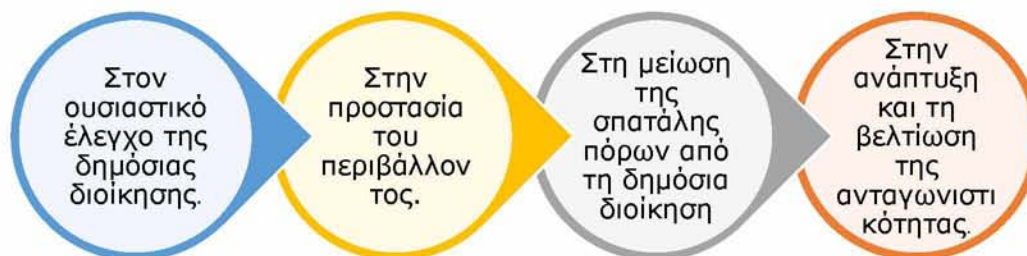 Στον
ουσιαστικό
έλεγχο της
δημόσιας
διοίκησης.
Στην
προστασία
του
περιβάλλον
τος.
Στη μείωση
της
σπατάλης
πόρων από
τη δημόσια
διοίκηση
Στην
ανάπτυξη
και τη
βελτίωση
της
ανταγωνιστι
κότητας.